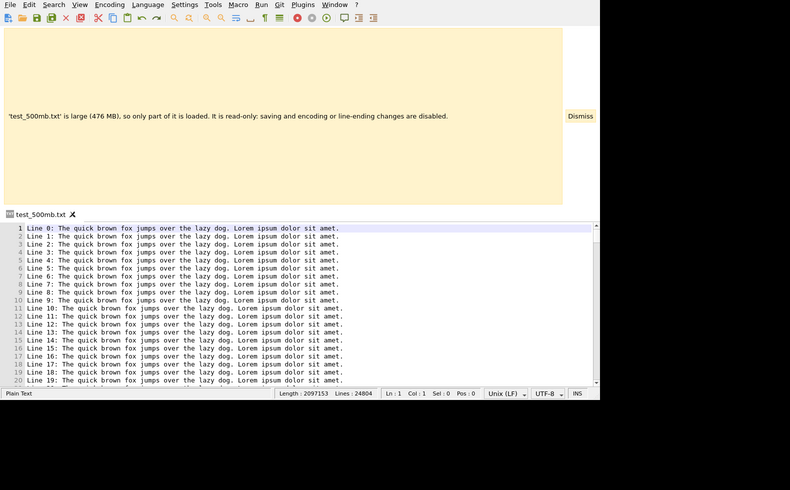 File Edit Search View Encoding Language Settings Tools Macro Run Git Plugins Window ?
'test_500mb.txt' is large (476 MB), so only part of it is loaded. It is read-only: saving and encoding or line-ending changes are disabled. Dismiss
test_500mb.txt
1 Line 0: The quick brown fox jumps over the lazy dog. Lorem ipsum dolor sit amet.
2 Line 1: The quick brown fox jumps over the lazy dog. Lorem ipsum dolor sit amet.
3 Line 2: The quick brown fox jumps over the lazy dog. Lorem ipsum dolor sit amet.
4 Line 3: The quick brown fox jumps over the lazy dog. Lorem ipsum dolor sit amet.
5 Line 4: The quick brown fox jumps over the lazy dog. Lorem ipsum dolor sit amet.
6 Line 5: The quick brown fox jumps over the lazy dog. Lorem ipsum dolor sit amet.
7 Line 6: The quick brown fox jumps over the lazy dog. Lorem ipsum dolor sit amet.
8 Line 7: The quick brown fox jumps over the lazy dog. Lorem ipsum dolor sit amet.
9 Line 8: The quick brown fox jumps over the lazy dog. Lorem ipsum dolor sit amet.
10 Line 9: The quick brown fox jumps over the lazy dog. Lorem ipsum dolor sit amet.
11 Line 10: The quick brown fox jumps over the lazy dog. Lorem ipsum dolor sit amet.
12 Line 11: The quick brown fox jumps over the lazy dog. Lorem ipsum dolor sit amet.
13 Line 12: The quick brown fox jumps over the lazy dog. Lorem ipsum dolor sit amet.
14 Line 13: The quick brown fox jumps over the lazy dog. Lorem ipsum dolor sit amet.
15 Line 14: The quick brown fox jumps over the lazy dog. Lorem ipsum dolor sit amet.
16 Line 15: The quick brown fox jumps over the lazy dog. Lorem ipsum dolor sit amet.
17 Line 16: The quick brown fox jumps over the lazy dog. Lorem ipsum dolor sit amet.
18 Line 17: The quick brown fox jumps over the lazy dog. Lorem ipsum dolor sit amet.
19 Line 18: The quick brown fox jumps over the lazy dog. Lorem ipsum dolor sit amet.
20 Line 19: The quick brown fox jumps over the lazy dog. Lorem ipsum dolor sit amet.
Plain Text Length : 2097153 Lines : 24804 Ln : 1 Col : 1 Sel : 0 Pos : 0 Unix (LF) UTF-8 INS